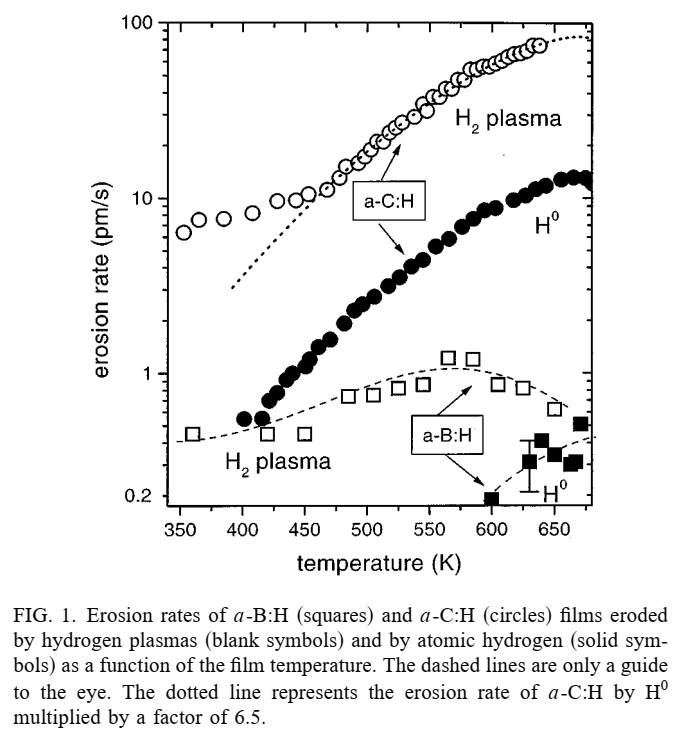 100
10
1
0.2
erosion rate (pm/s)
H₂ plasma
a-C:H
H⁰
a-B:H
H₂ plasma
H⁰
350 400 450 500 550 600 650
temperature (K)
FIG. 1. Erosion rates of a-B:H (squares) and a-C:H (circles) films eroded
by hydrogen plasmas (blank symbols) and by atomic hydrogen (solid sym-
bols) as a function of the film temperature. The dashed lines are only a guide
to the eye. The dotted line represents the erosion rate of a-C:H by H⁰
multiplied by a factor of 6.5.